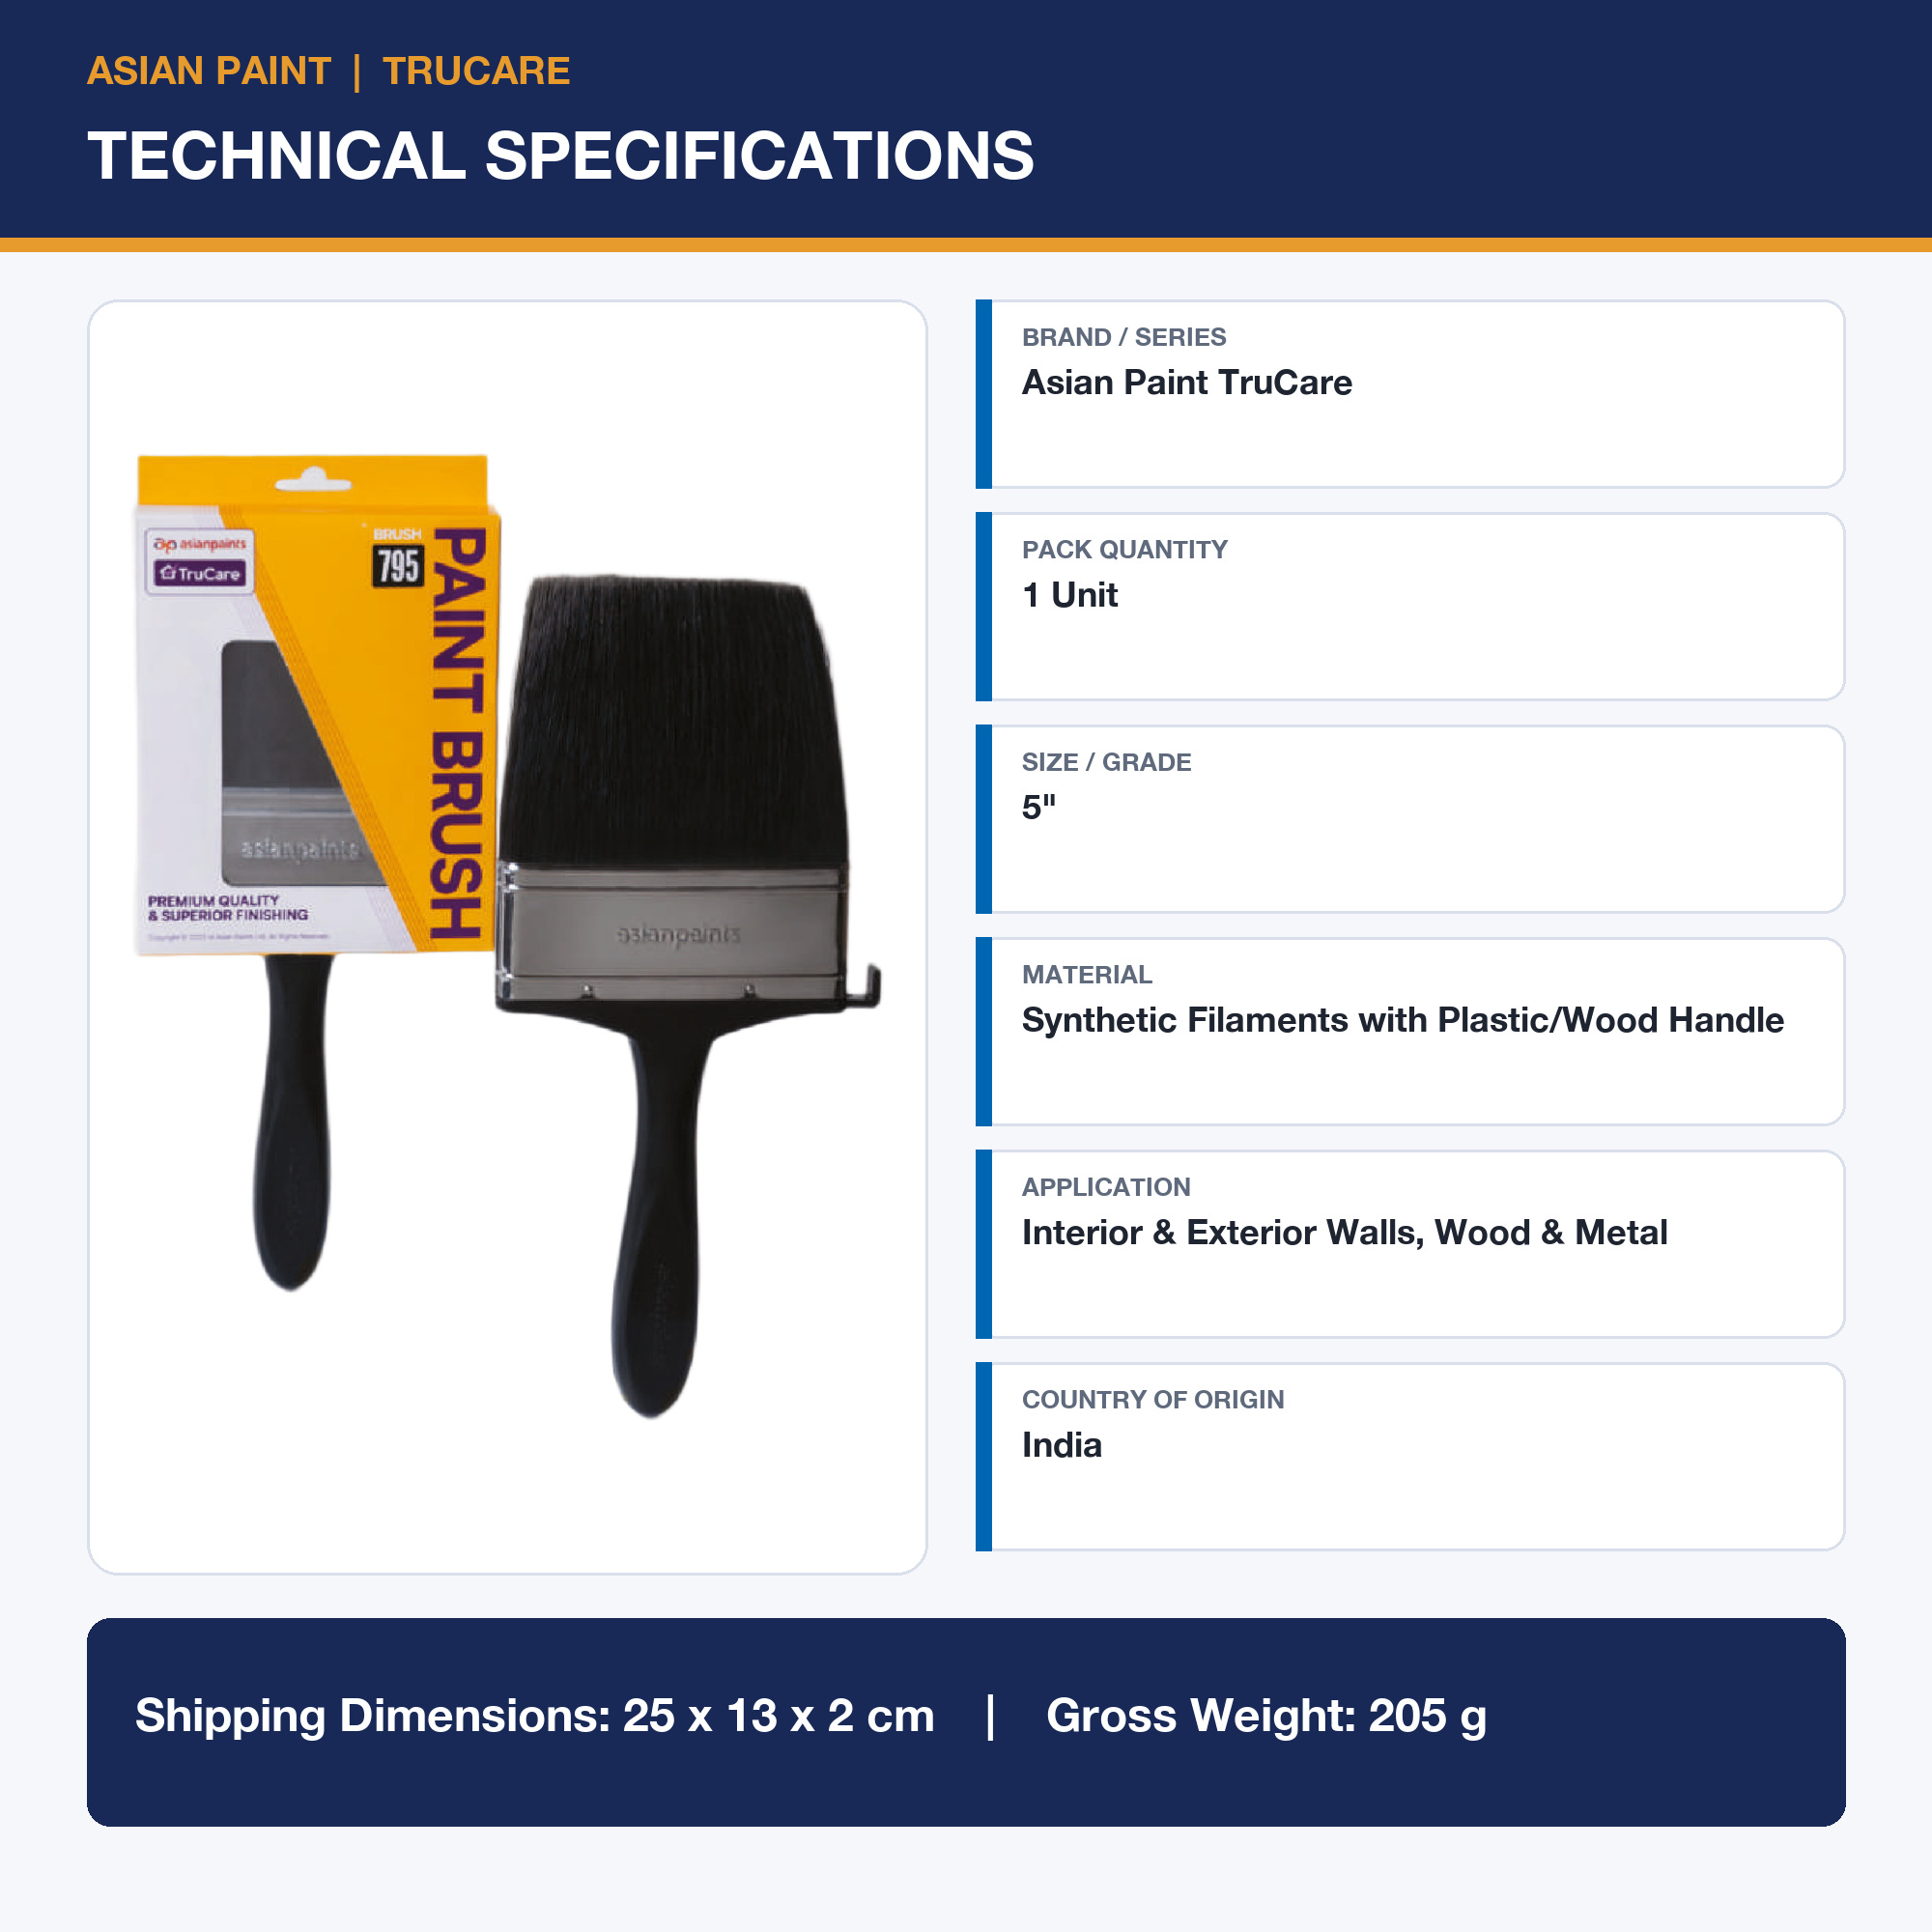 ASIAN PAINT | TRUCARE
TECHNICAL SPECIFICATIONS
asianpaints
TruCare
BRUSH
795
PAINT BRUSH
asianpaints
PREMIUM QUALITY
& SUPERIOR FINISHING
asianpaints
BRAND / SERIES
Asian Paint TruCare
PACK QUANTITY
1 Unit
SIZE / GRADE
5"
MATERIAL
Synthetic Filaments with Plastic/Wood Handle
APPLICATION
Interior & Exterior Walls, Wood & Metal
COUNTRY OF ORIGIN
India
Shipping Dimensions: 25 x 13 x 2 cm | Gross Weight: 205 g